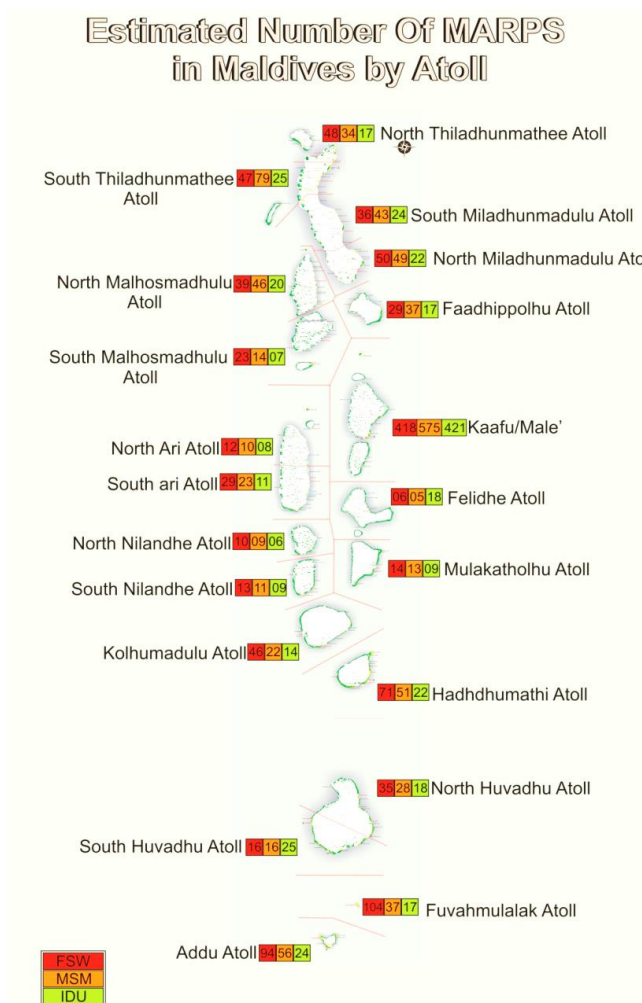 Estimated Number Of MARPS
in Maldives by Atoll
48 34 17 North Thiladhunmathee Atoll
South Thiladhunmathee 47 79 25
Atoll
36 43 24 South Miladhunmadulu Atoll
50 49 22 North Miladhunmadulu Ato
North Malhosmadhulu 39 46 20
Atoll
29 37 17 Faadhippolhu Atoll
South Malhosmadhulu 23 14 07
Atoll
418 575 421 Kaafu/Male'
North Ari Atoll 12 10 08
South ari Atoll 29 23 11
06 05 18 Felidhe Atoll
North Nilandhe Atoll 10 09 06
14 13 09 Mulakatholhu Atoll
South Nilandhe Atoll 13 11 09
Kolhumadulu Atoll 46 22 14
71 51 22 Hadhdhumathi Atoll
35 28 18 North Huvadhu Atoll
South Huvadhu Atoll 16 16 25
104 37 17 Fuvahmulalak Atoll
Addu Atoll 94 56 24
FSW
MSM
IDU